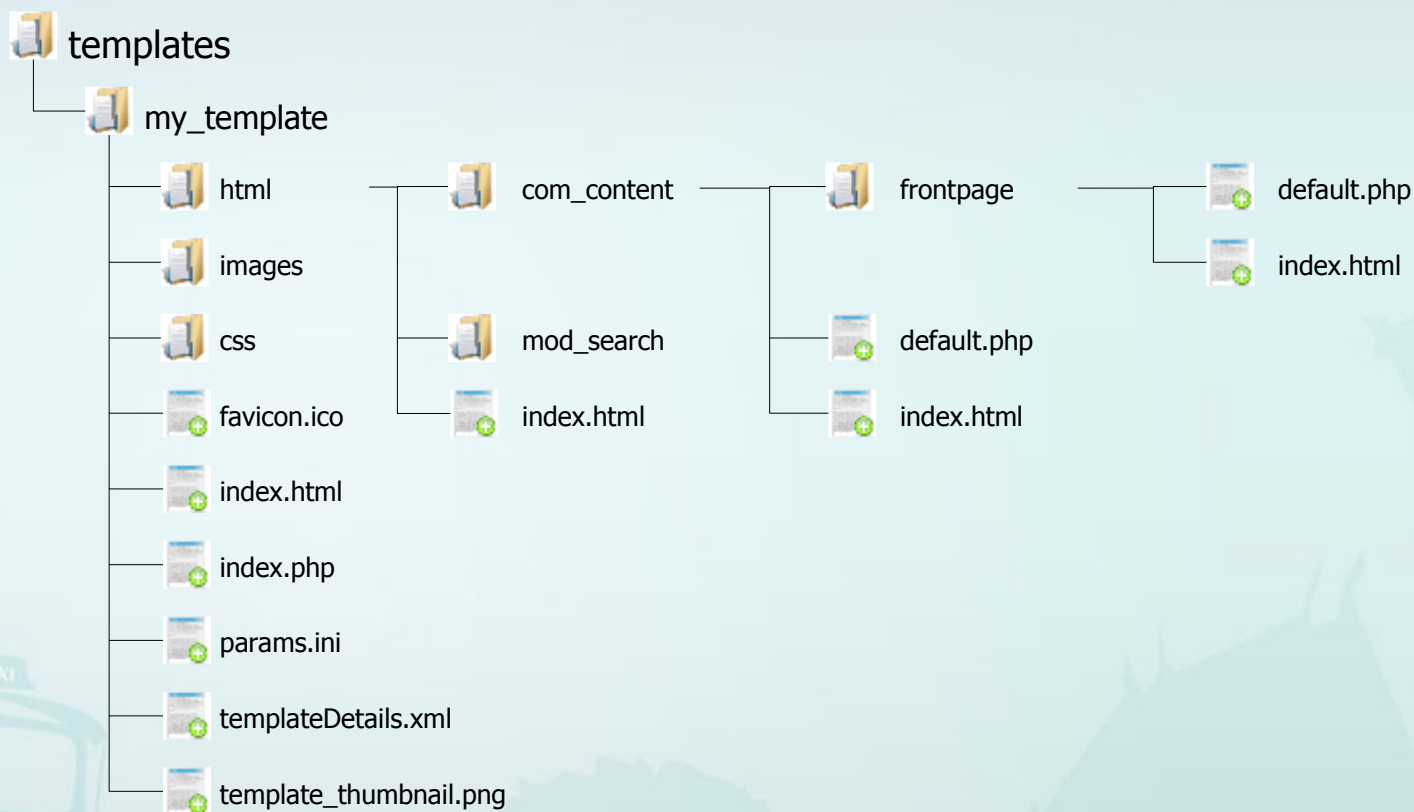 templates
my_template
html
com_content
frontpage
default.php
images
index.html
css
mod_search
default.php
favicon.ico
index.html
index.html
index.html
index.php
params.ini
templateDetails.xml
template_thumbnail.png